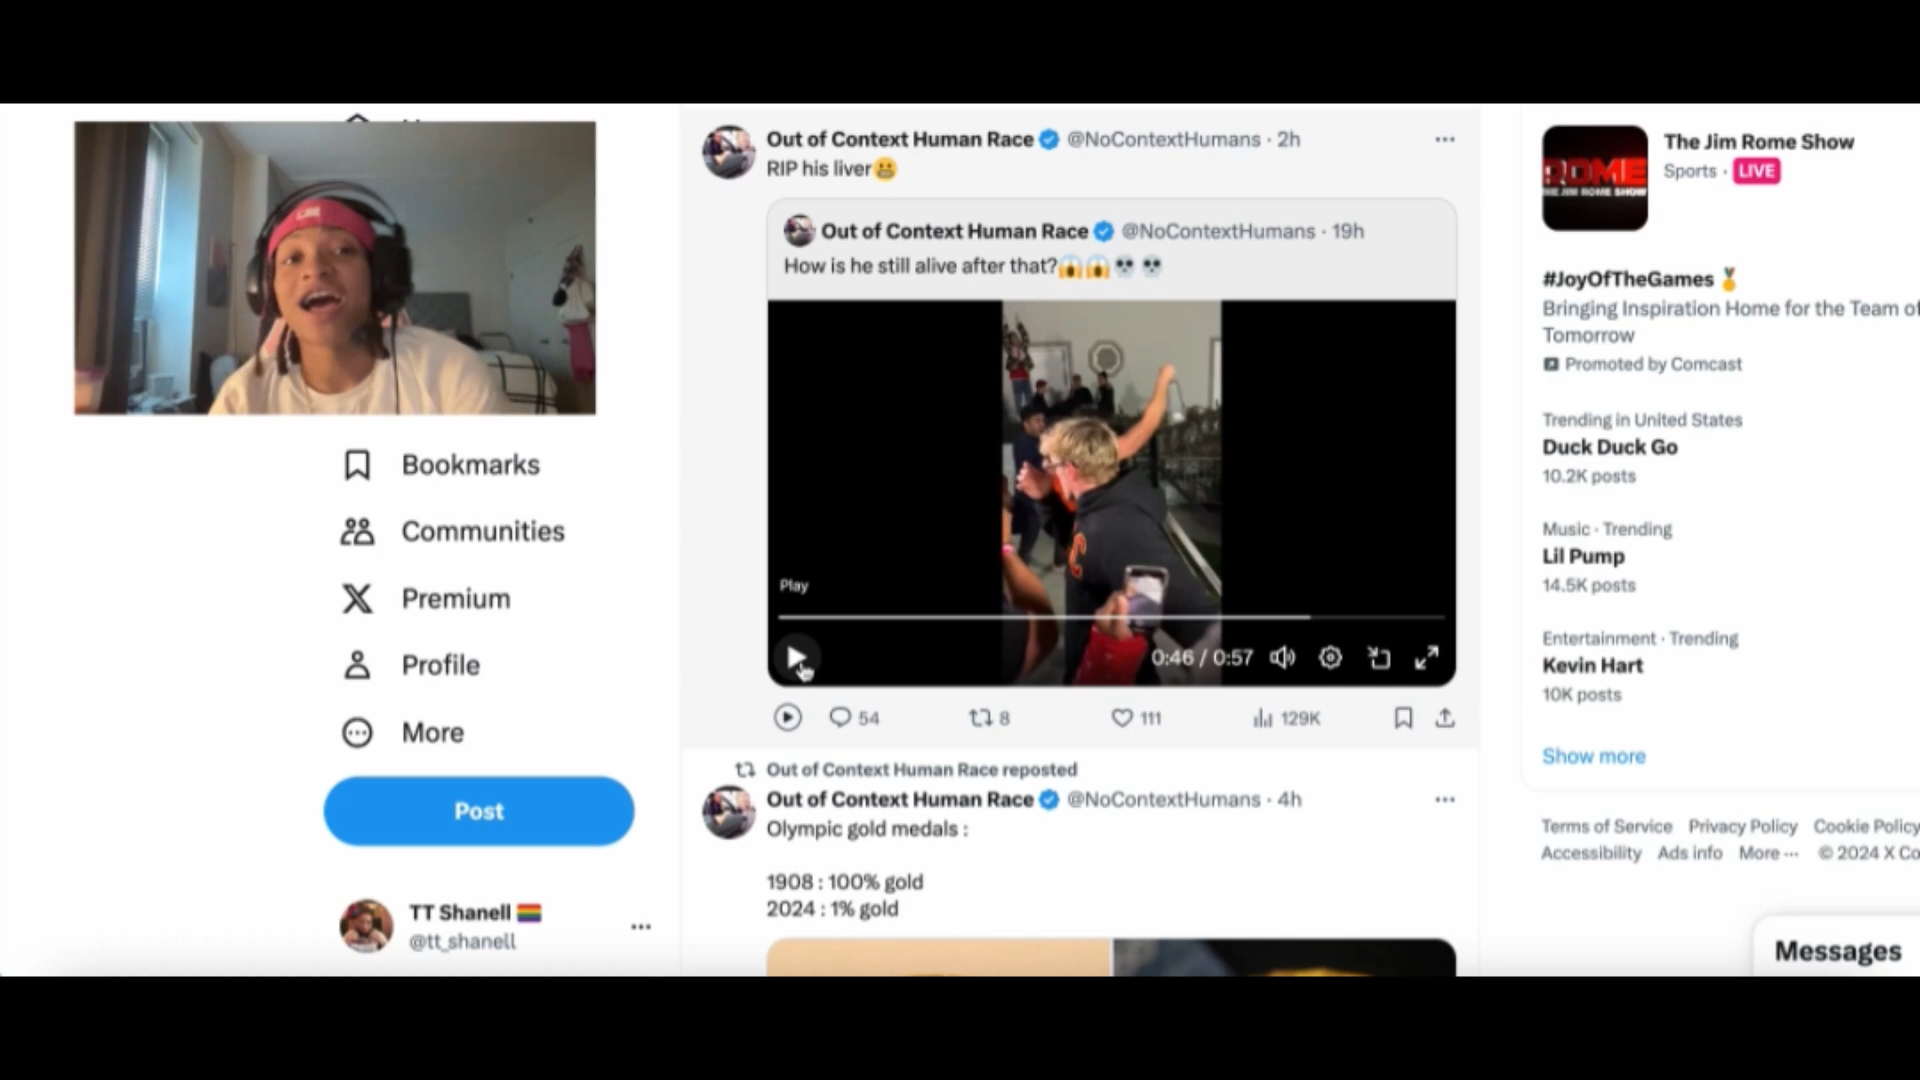 Bookmarks
Communities
Premium
Profile
More
Post
TT Shanell 🏳️‍🌈
@tt_shanell
Out of Context Human Race @NoContextHumans · 2h
RIP his liver😬
Out of Context Human Race @NoContextHumans · 19h
How is he still alive after that?😱😱💀💀
Play
0:46 / 0:57
54
8
111
129K
Out of Context Human Race reposted
Out of Context Human Race @NoContextHumans · 4h
Olympic gold medals :
1908 : 100% gold
2024 : 1% gold
ROME
THE JIM ROME SHOW
The Jim Rome Show
Sports · LIVE
#JoyOfTheGames 🏅
Bringing Inspiration Home for the Team of
Tomorrow
Promoted by Comcast
Trending in United States
Duck Duck Go
10.2K posts
Music · Trending
Lil Pump
14.5K posts
Entertainment · Trending
Kevin Hart
10K posts
Show more
Terms of Service Privacy Policy Cookie Policy
Accessibility Ads info More ··· © 2024 X Co
Messages